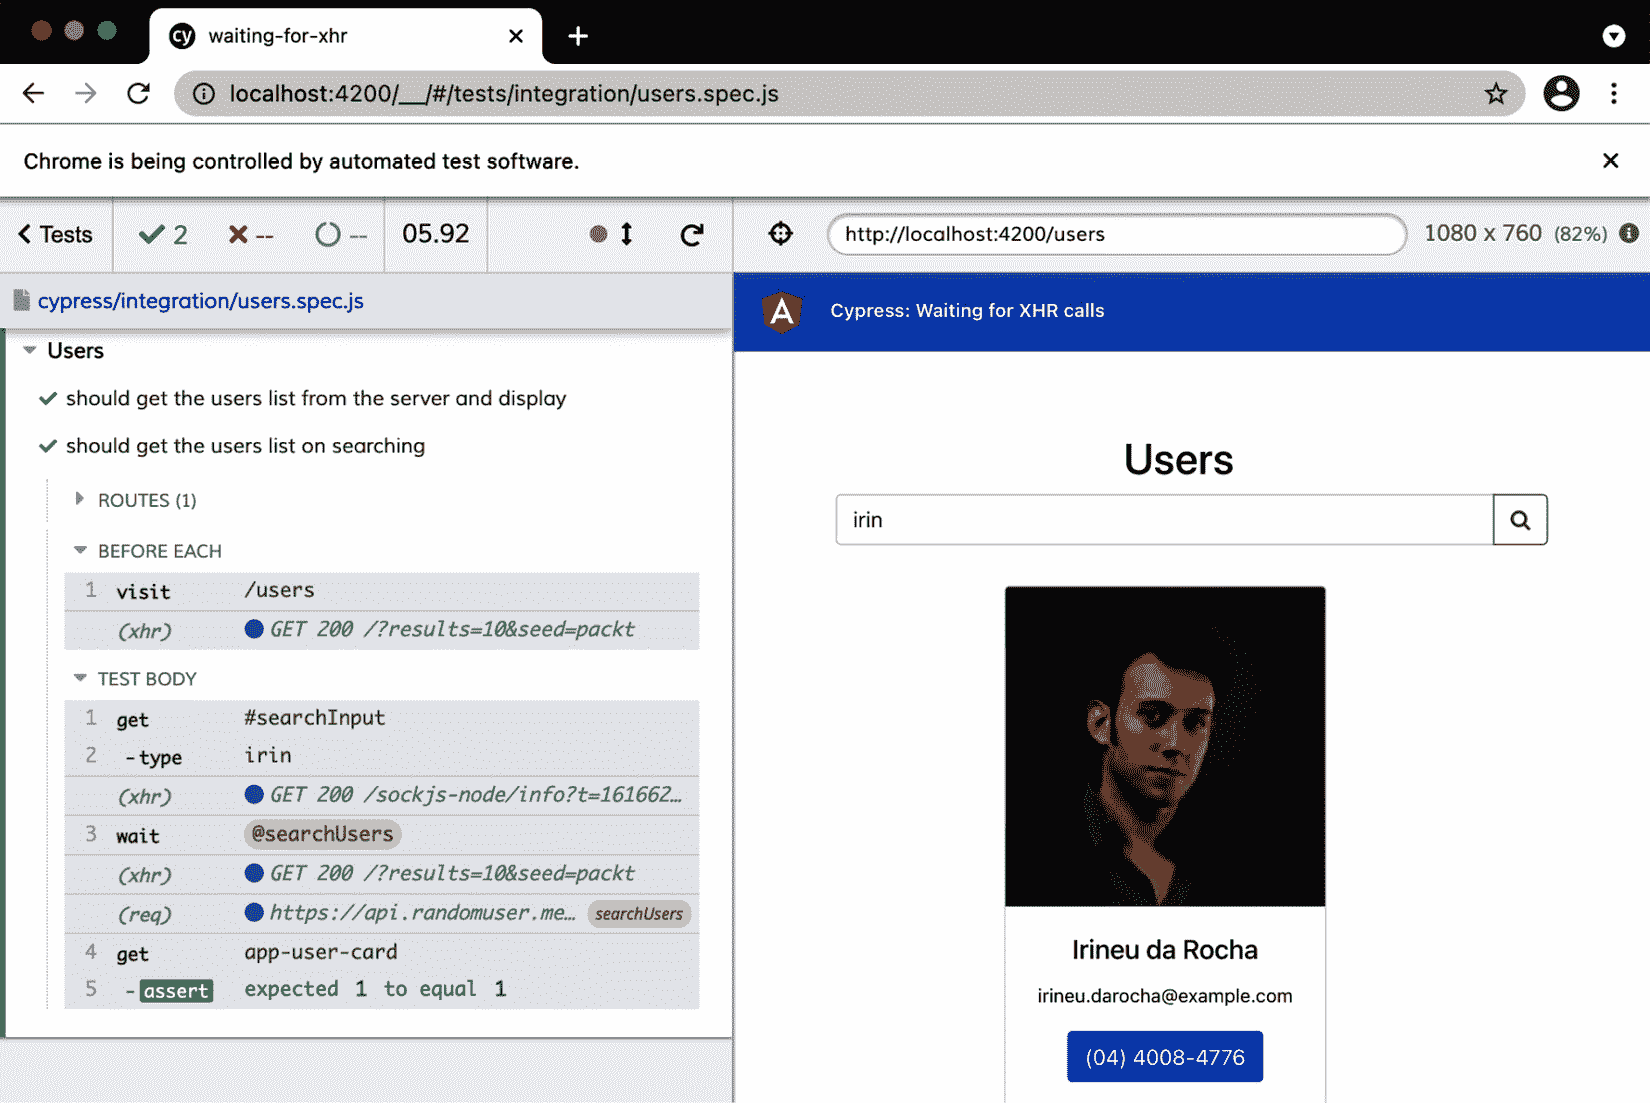 cy waiting-for-xhr
localhost:4200/__/#/tests/integration/users.spec.js
Chrome is being controlled by automated test software.
Tests 2 -- -- 05.92
http://localhost:4200/users 1080 x 760 (82%)
cypress/integration/users.spec.js
Cypress: Waiting for XHR calls
Users
should get the users list from the server and display
should get the users list on searching
ROUTES (1)
BEFORE EACH
1 visit /users
(xhr) GET 200 /?results=10&seed=packt
TEST BODY
1 get #searchInput
2 -type irin
(xhr) GET 200 /sockjs-node/info?t=161662…
3 wait @searchUsers
(xhr) GET 200 /?results=10&seed=packt
(req) https://api.randomuser.me… searchUsers
4 get app-user-card
5 -assert expected 1 to equal 1
Users
irin
Irineu da Rocha
irineu.darocha@example.com
(04) 4008-4776